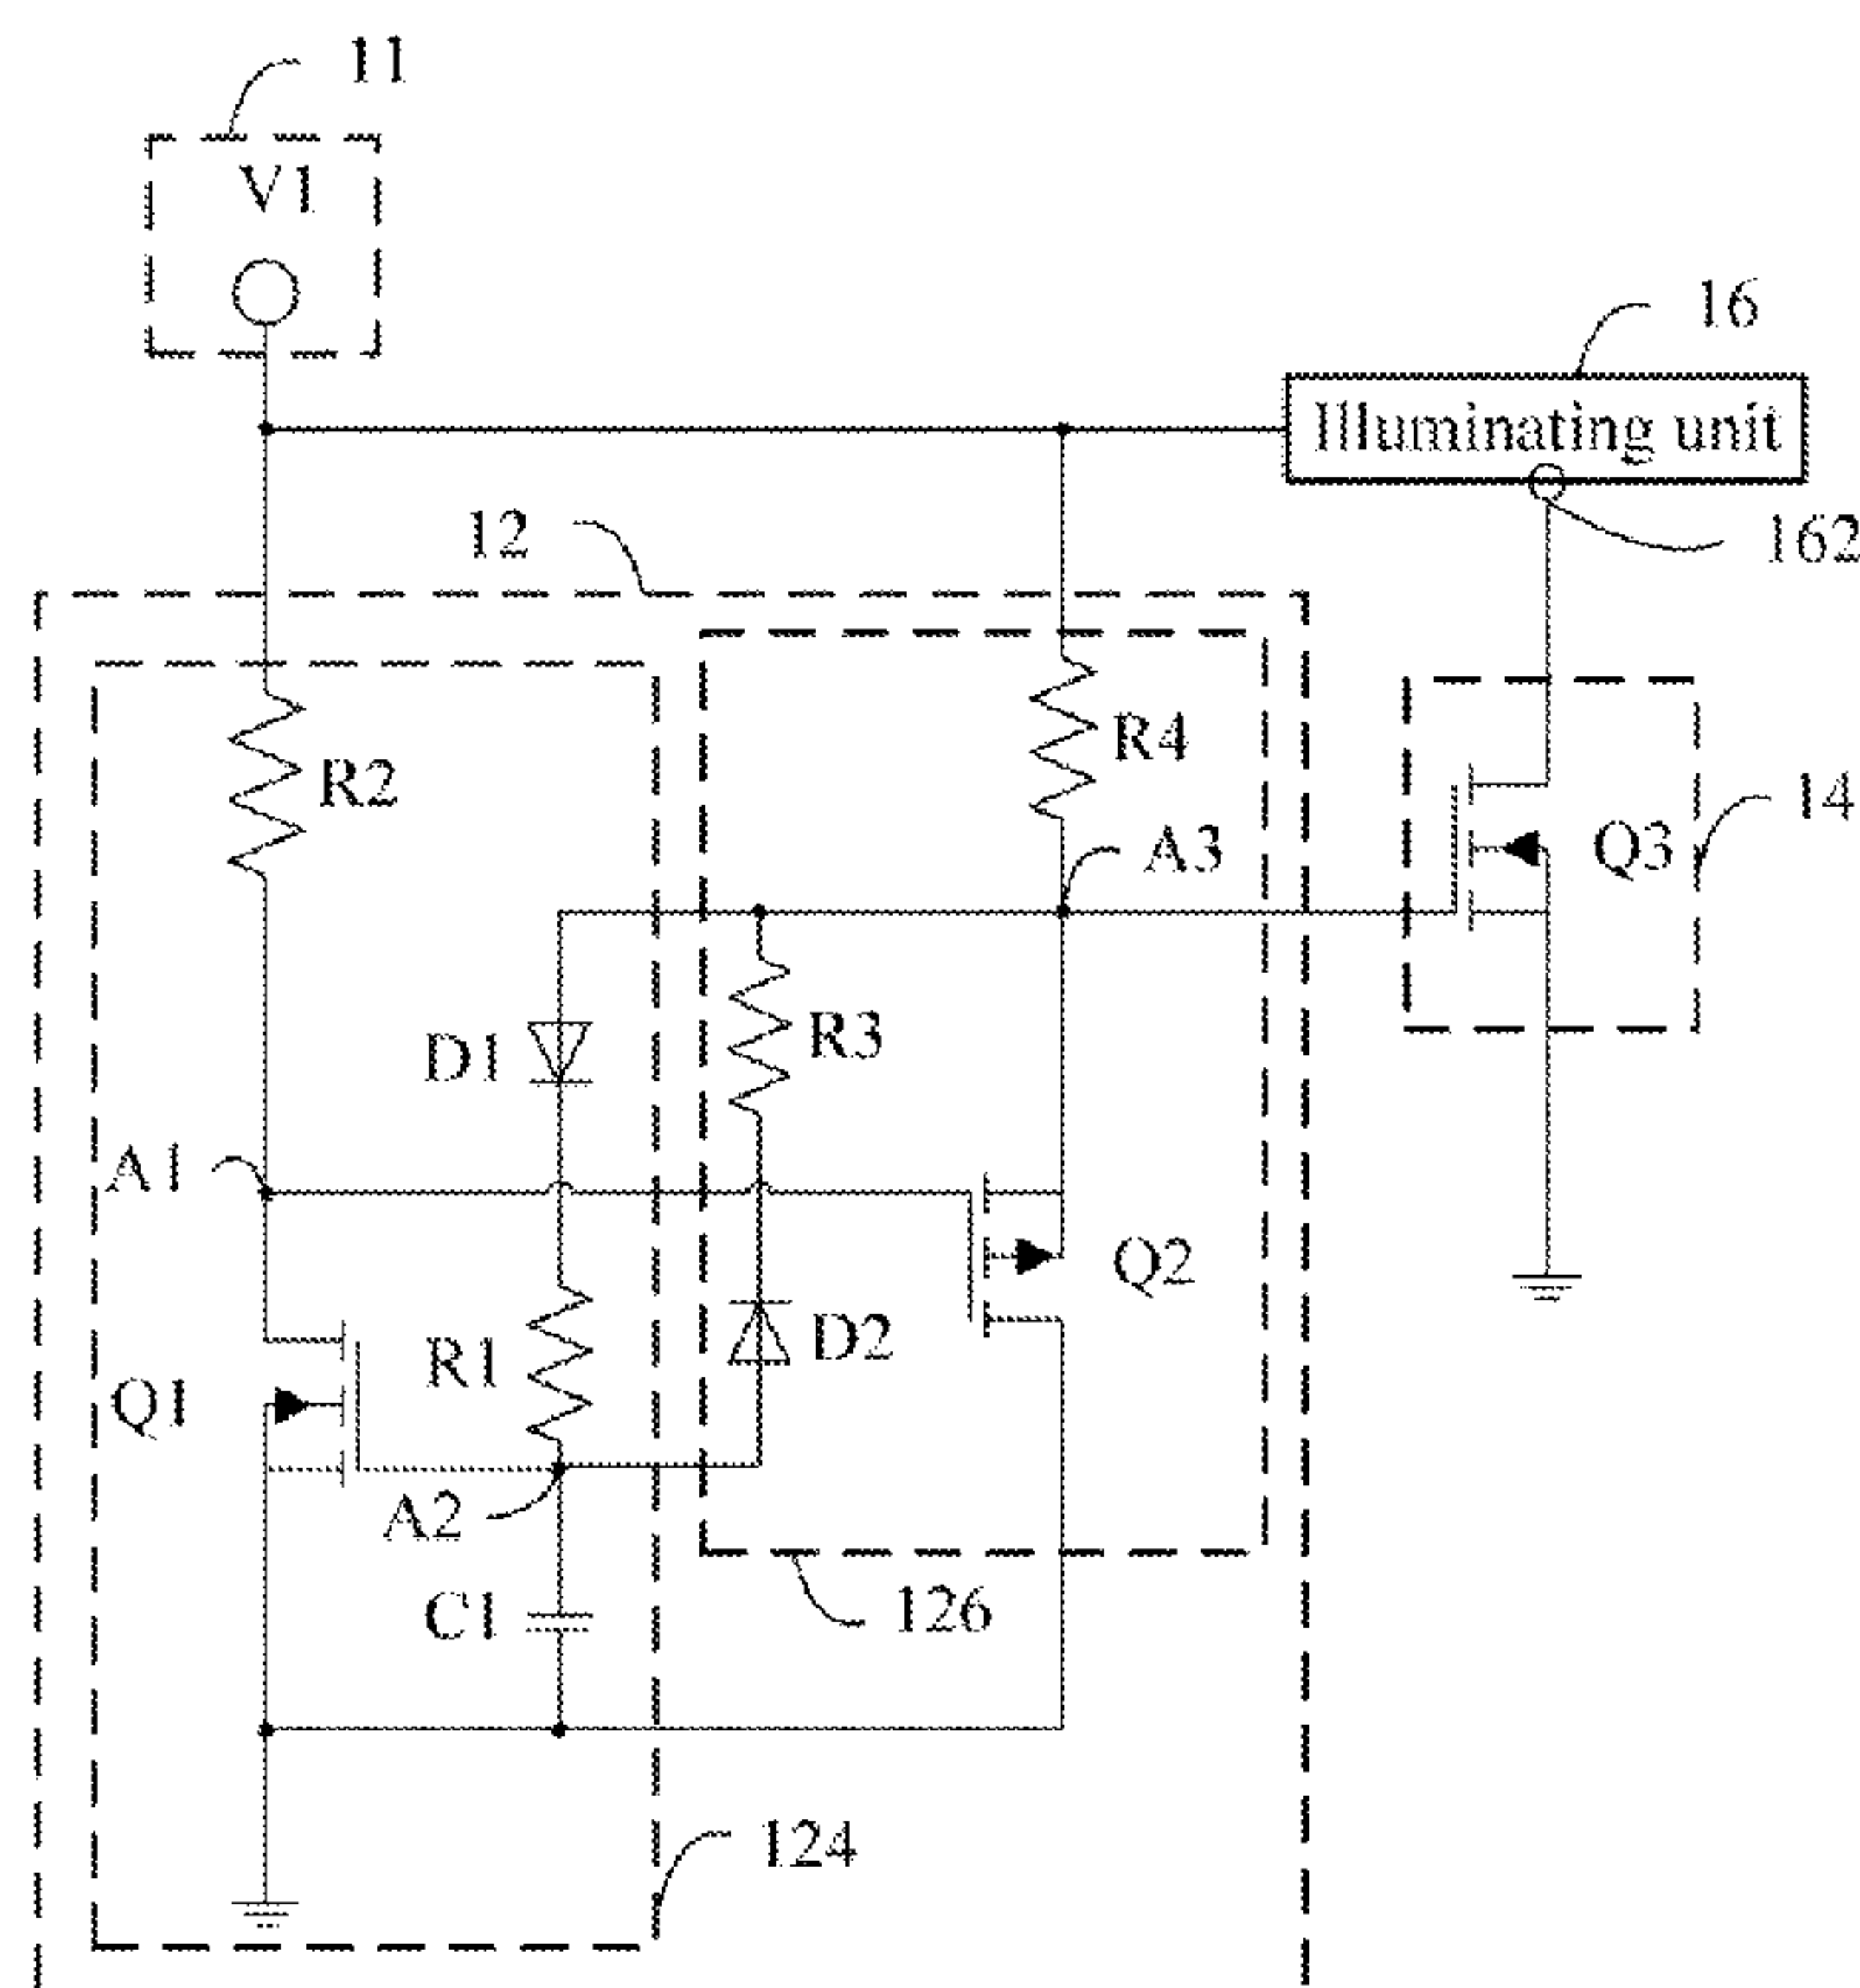 11
V1
16
Illuminating unit
12
162
R2
R4
14
A3
Q3
D1
R3
A1
Q2
R1
D2
Q1
A2
C1
126
124